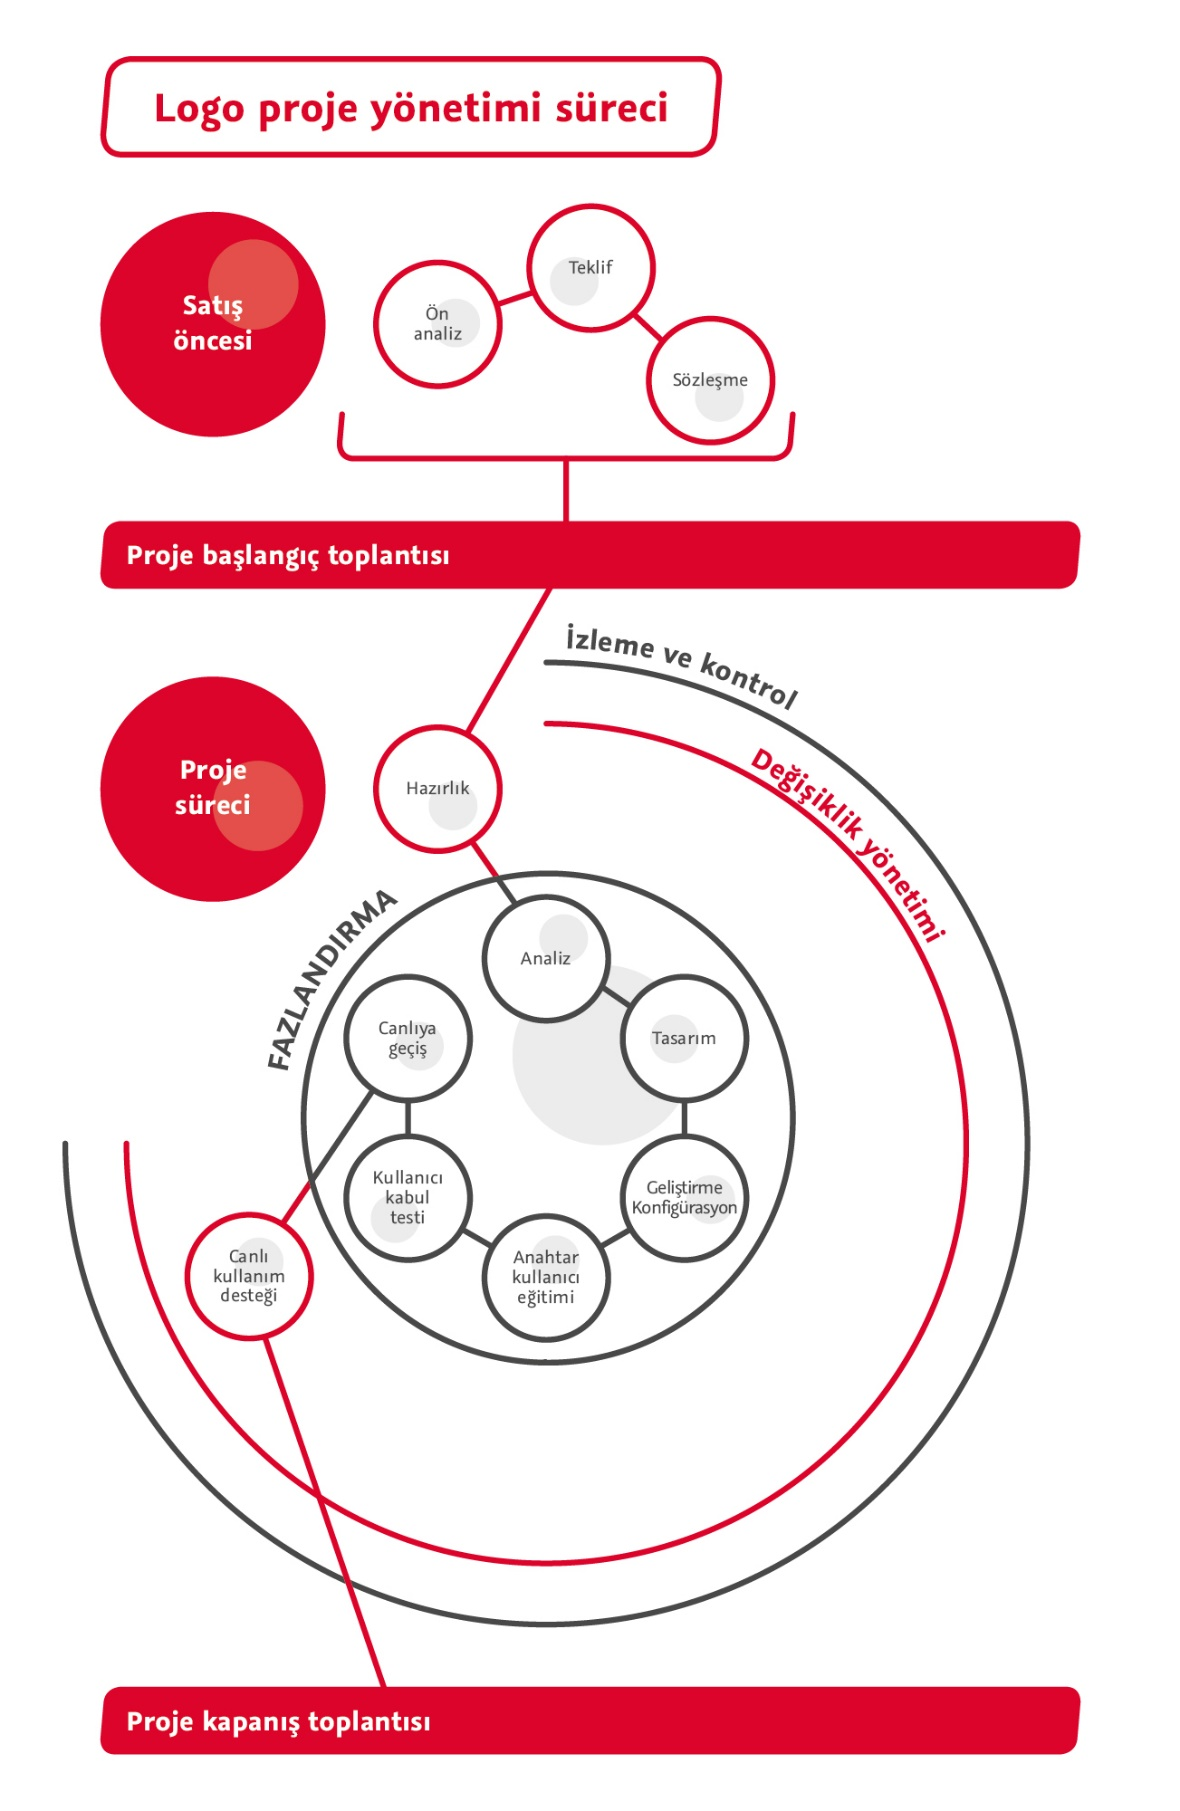 Logo proje yönetimi süreci
Satış
öncesi
Ön
analiz
Teklif
Sözleşme
Proje başlangıç toplantısı
İzleme ve kontrol
Değişiklik yönetimi
Proje
süreci
Hazırlık
FAZLANDIRMA
Analiz
Tasarım
Geliştirme
Konfigürasyon
Anahtar
kullanıcı
eğitimi
Kullanıcı
kabul
testi
Canlıya
geçiş
Canlı
kullanım
desteği
Proje kapanış toplantısı